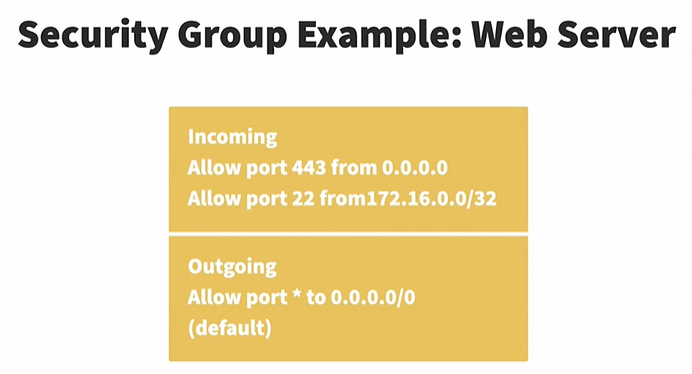 Security Group Example: Web Server
Incoming
Allow port 443 from 0.0.0.0
Allow port 22 from172.16.0.0/32
Outgoing
Allow port * to 0.0.0.0/0
(default)